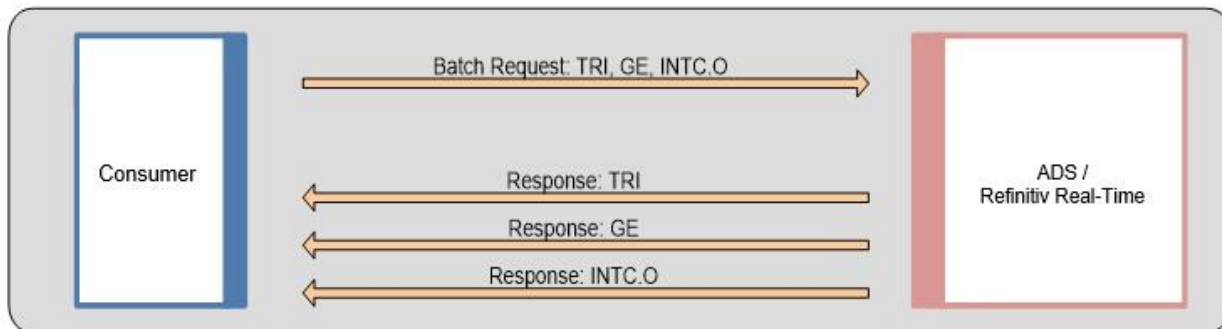 Batch Request: TRI, GE, INTC.O
Consumer
Response: TRI
Response: GE
Response: INTC.O
ADS /
Refinitiv Real-Time